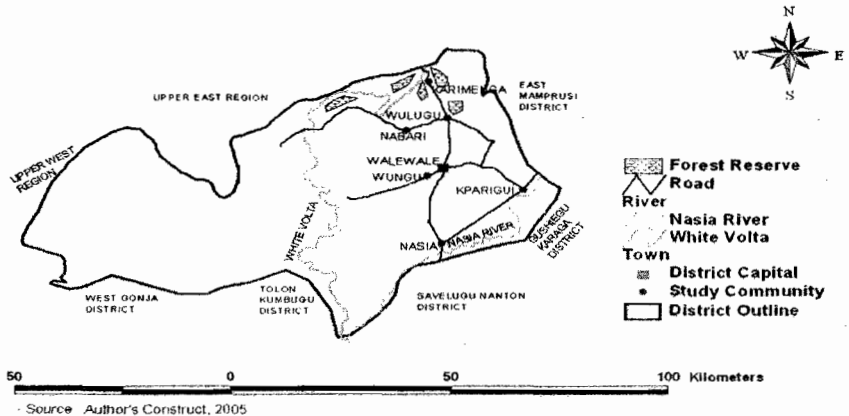 N
W E
S
UPPER EAST REGION
EAST
MAMPRUSI
DISTRICT
KARIMENGA
WULUGU
NABARI
UPPER WEST
REGION
WALEWALE
WUNGU
KPARIGUI
WHITE VOLTA
NASIA
NASIA RIVER
GUSHIEGU
KARAGA
DISTRICT
WEST GONJA
DISTRICT
TOLON
KUMBUGU
DISTRICT
SAVELUGU NANTON
DISTRICT
Forest Reserve
Road
River
Nasia River
White Volta
Town
District Capital
Study Community
District Outline
50 0 50 100 Kilometers
Source Author's Construct, 2005